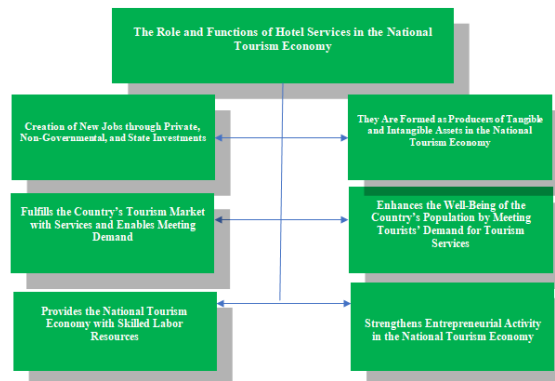 The Role and Functions of Hotel Services in the National
Tourism Economy
Creation of New Jobs through Private,
Non-Governmental, and State Investments
They Are Formed as Producers of Tangible
and Intangible Assets in the National
Tourism Economy
Fulfills the Country's Tourism Market
with Services and Enables Meeting
Demand
Enhances the Well-Being of the
Country's Population by Meeting
Tourists' Demand for Tourism
Services
Provides the National Tourism
Economy with Skilled Labor
Resources
Strengthens Entrepreneurial Activity
in the National Tourism Economy